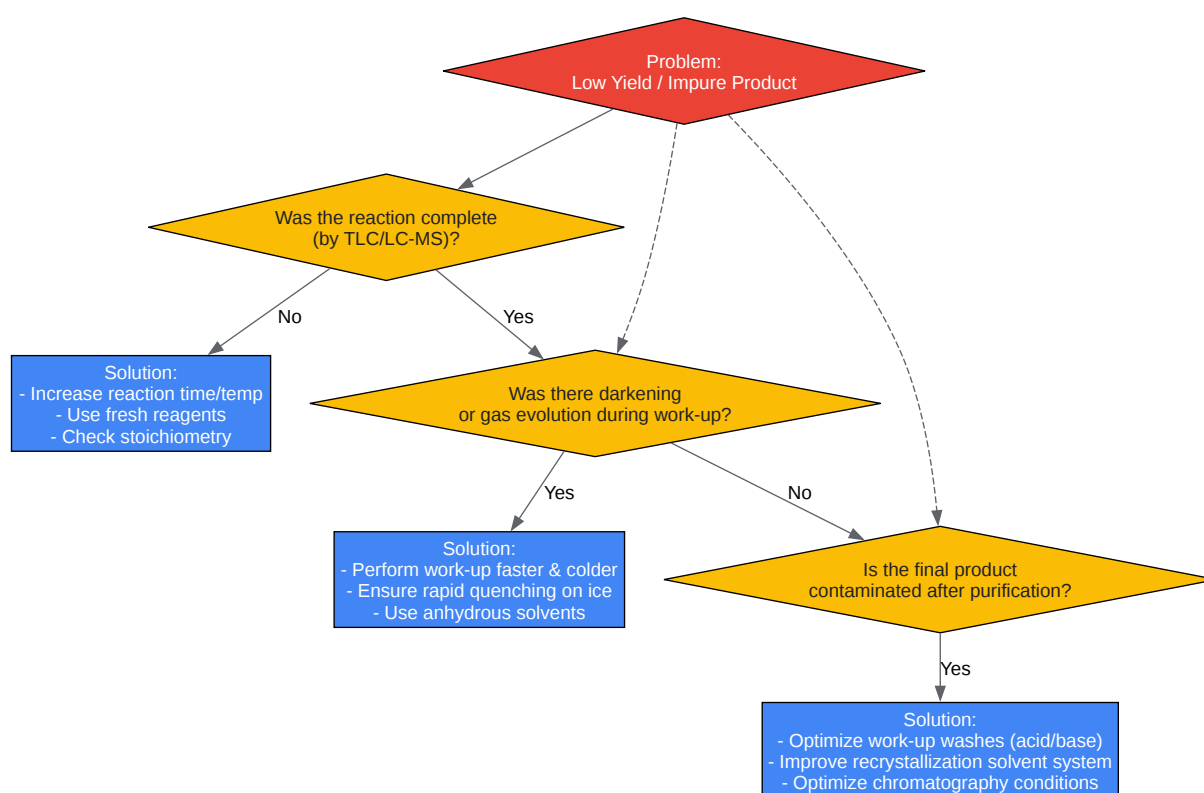 Problem:
Low Yield / Impure Product
Was the reaction complete
(by TLC/LC-MS)?
No
Yes
Solution:
- Increase reaction time/temp
- Use fresh reagents
- Check stoichiometry
Was there darkening
or gas evolution during work-up?
Yes
No
Solution:
- Perform work-up faster & colder
- Ensure rapid quenching on ice
- Use anhydrous solvents
Is the final product
contaminated after purification?
Yes
Solution:
- Optimize work-up washes (acid/base)
- Improve recrystallization solvent system
- Optimize chromatography conditions